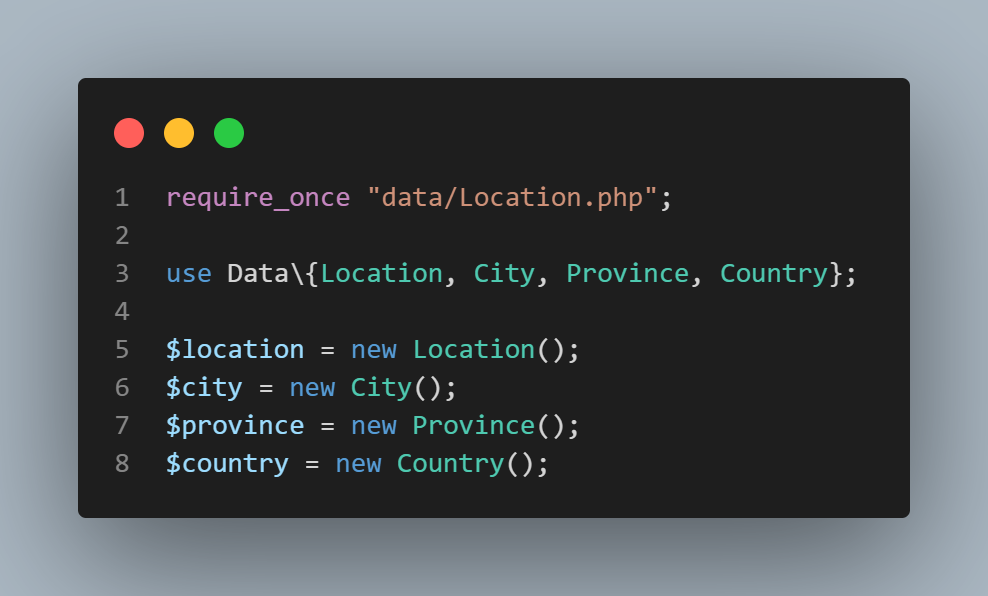 1 require_once "data/Location.php";
2
3 use Data\{Location, City, Province, Country};
4
5 $location = new Location();
6 $city = new City();
7 $province = new Province();
8 $country = new Country();